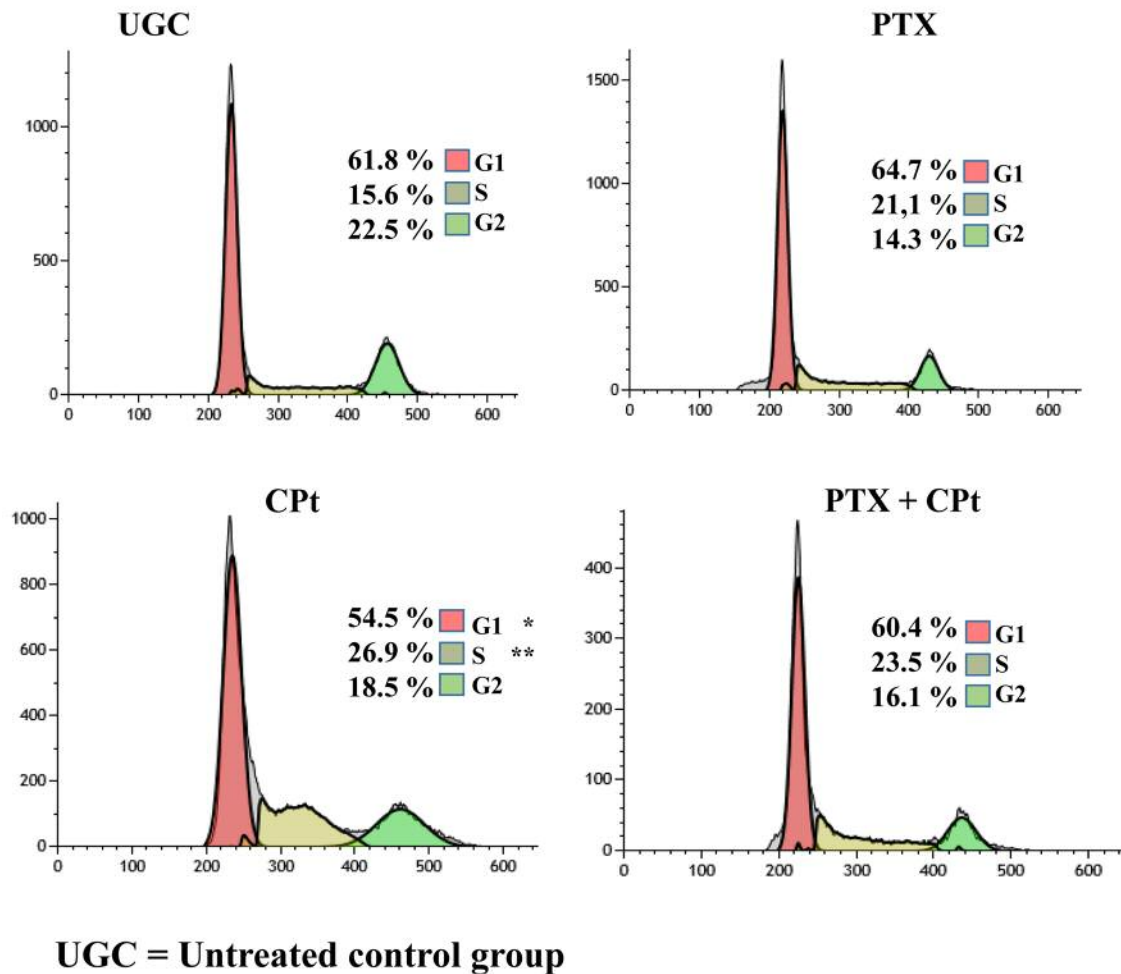 UGC
1000
500
0
61.8 % G1
15.6 % S
22.5 % G2
0 100 200 300 400 500 600
PTX
1500
1000
500
0
64.7 % G1
21,1 % S
14.3 % G2
0 100 200 300 400 500 600
CPt
1000
800
600
400
200
0
54.5 % G1 *
26.9 % S **
18.5 % G2
0 100 200 300 400 500 600
PTX + CPt
400
300
200
100
0
60.4 % G1
23.5 % S
16.1 % G2
0 100 200 300 400 500 600
UGC = Untreated control group